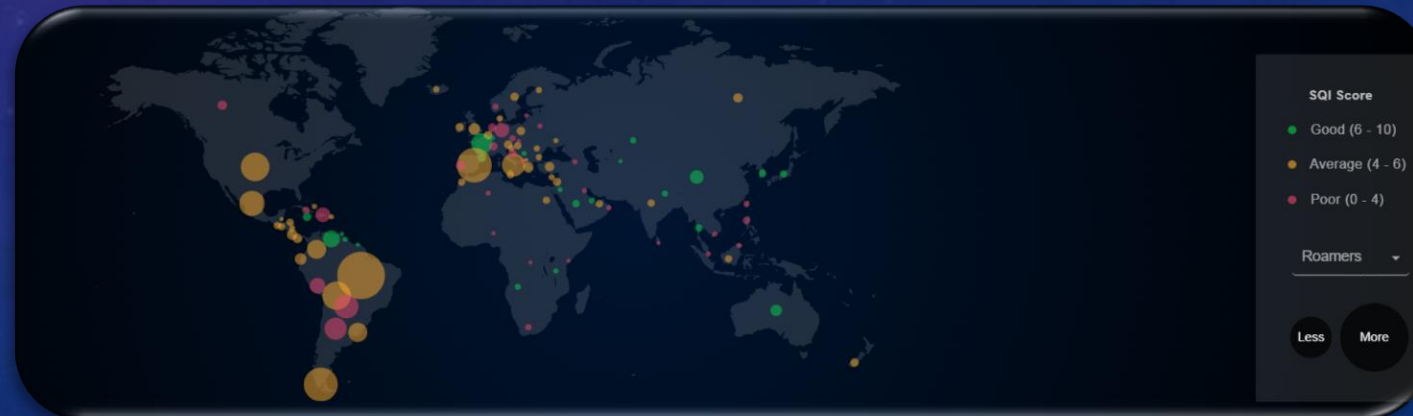 SQI Score
Good (6 - 10)
Average (4 - 6)
Poor (0 - 4)
Roamers
Less
More